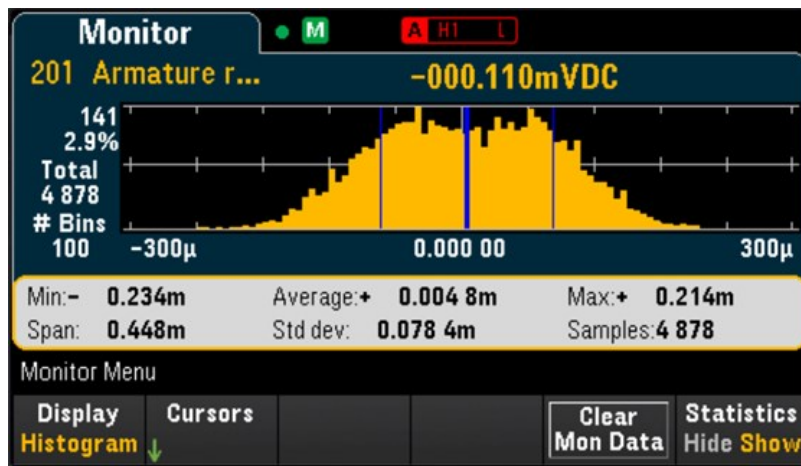 Monitor M A H1 L
201 Armature r... -000.110mVDC
141
2.9%
Total
4 878
# Bins
100 -300µ 0.000 00 300µ
Min:- 0.234m Average:+ 0.004 8m Max:+ 0.214m
Span: 0.448m Std dev: 0.078 4m Samples:4 878
Monitor Menu
Display Cursors Clear Statistics
Histogram Mon Data Hide Show